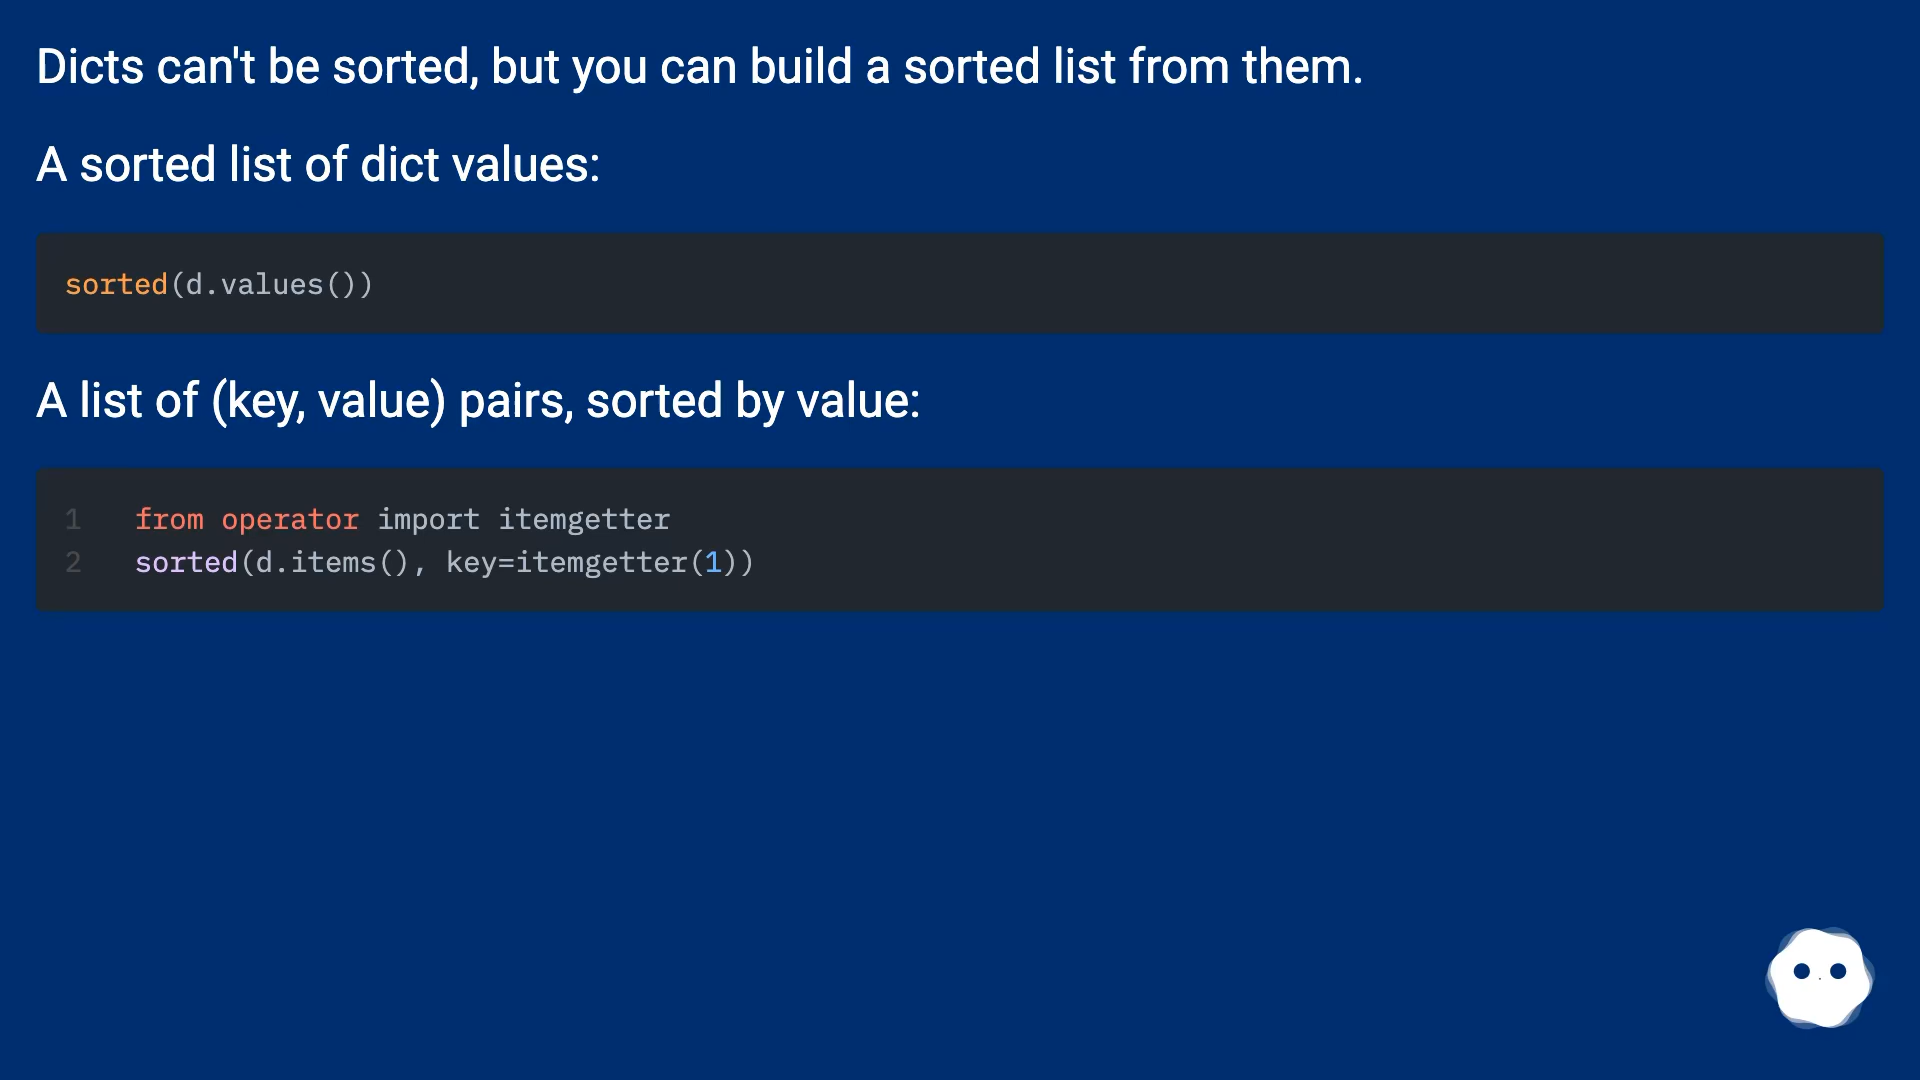 Dicts can't be sorted, but you can build a sorted list from them.
A sorted list of dict values:
sorted(d.values())
A list of (key, value) pairs, sorted by value:
1 from operator import itemgetter
2 sorted(d.items(), key=itemgetter(1))